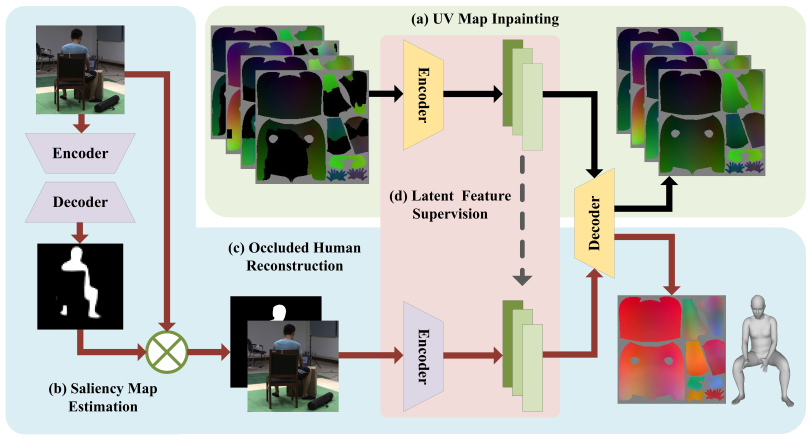 (a) UV Map Inpainting
Encoder
Encoder
Decoder
(d) Latent Feature
Supervision
Decoder
(c) Occluded Human
Reconstruction
Encoder
(b) Saliency Map
Estimation